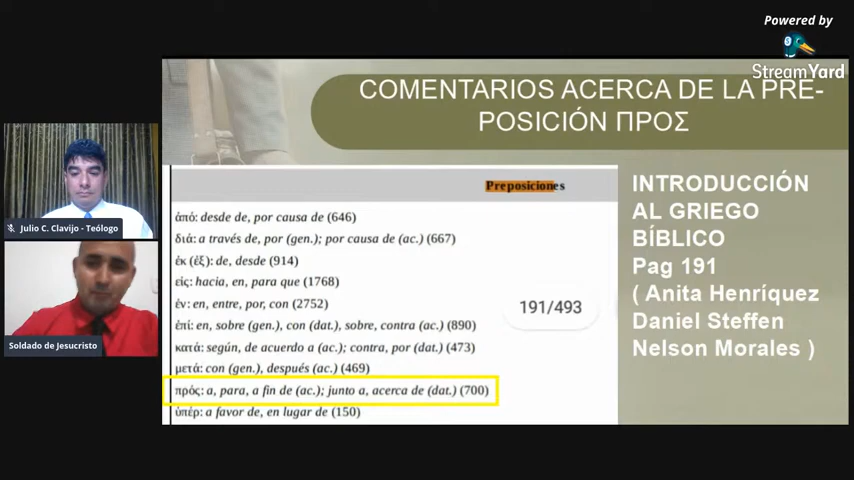 Powered by
StreamYard
COMENTARIOS ACERCA DE LA PRE-
POSICIÓN ΠΡΟΣ
Preposiciones
ἀπό: desde de, por causa de (646)
διά: a través de, por (gen.); por causa de (ac.) (667)
ἐκ (ἐξ): de, desde (914)
εἰς: hacia, en, para que (1768)
ἐν: en, entre, por, con (2752)
ἐπί: en, sobre (gen.), con (dat.), sobre, contra (ac.) (890)
κατά: según, de acuerdo a (ac.); contra, por (dat.) (473)
μετά: con (gen.), después (ac.) (469)
πρός: a, para, a fin de (ac.); junto a, acerca de (dat.) (700)
ὑπέρ: a favor de, en lugar de (150)
191/493
INTRODUCCIÓN
AL GRIEGO
BÍBLICO
Pag 191
( Anita Henríquez
Daniel Steffen
Nelson Morales )
Julio C. Clavijo - Teólogo
Soldado de Jesucristo